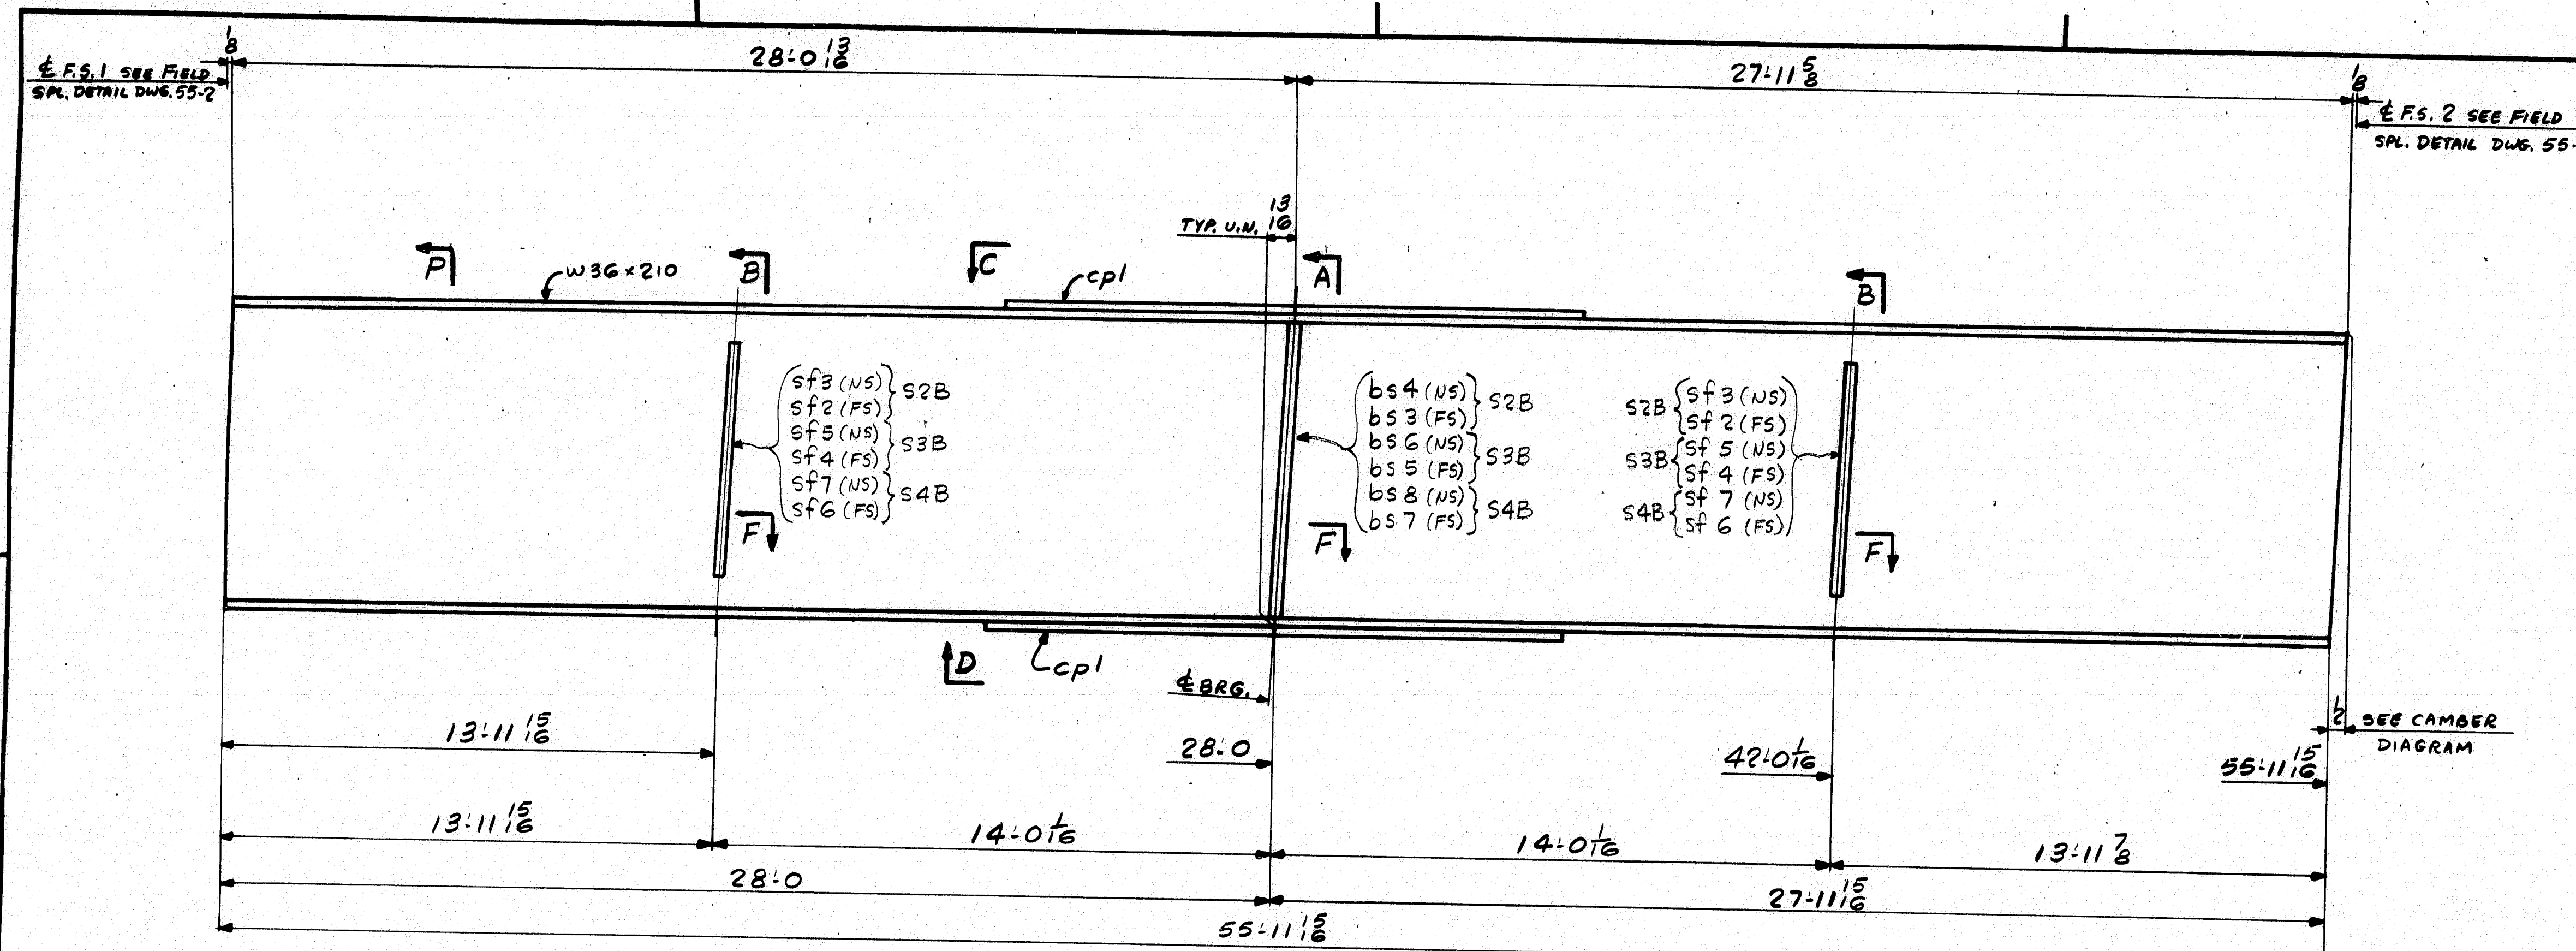 1/8
28'-0 13/16
27'-11 5/8
1/8
℄ F.S. 1 SEE FIELD
SPL. DETAIL DWG. 55-2
℄ F.S. 2 SEE FIELD
SPL. DETAIL DWG. 55-
13/16
TYP. U.N.
P
W36×210
B
C
cp1
A
B
sf3 (NS)
sf2 (FS)
S2B
sf5 (NS)
sf4 (FS)
S3B
sf7 (NS)
sf6 (FS)
S4B
F
bs4 (NS)
bs3 (FS)
S2B
bs6 (NS)
bs5 (FS)
S3B
bs8 (NS)
bs7 (FS)
S4B
F
S2B
sf 3 (NS)
sf 2 (FS)
S3B
sf 5 (NS)
sf 4 (FS)
S4B
sf 7 (NS)
sf 6 (FS)
F
D
cp1
℄ BRG.
1/2
SEE CAMBER
DIAGRAM
13'-11 15/16
28'-0
42'-0 1/16
55'-11 15/16
13'-11 15/16
14'-0 1/16
14'-0 1/16
13'-11 7/8
28'-0
27'-11 15/16
55'-11 15/16